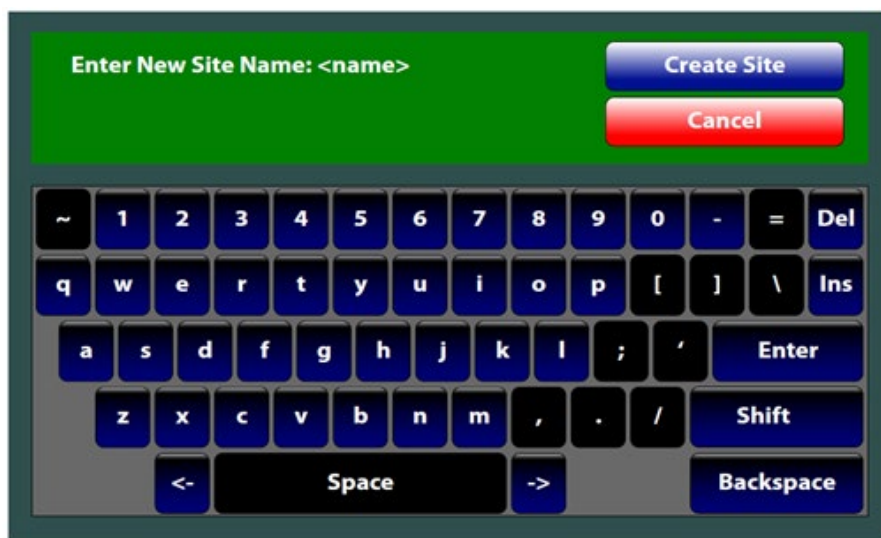 Enter New Site Name: <name>
Create Site
Cancel
~ 1 2 3 4 5 6 7 8 9 0 - = Del
q w e r t y u i o p [ ] \ Ins
a s d f g h j k l ; ‘ Enter
z x c v b n m , . / Shift
<- Space -> Backspace